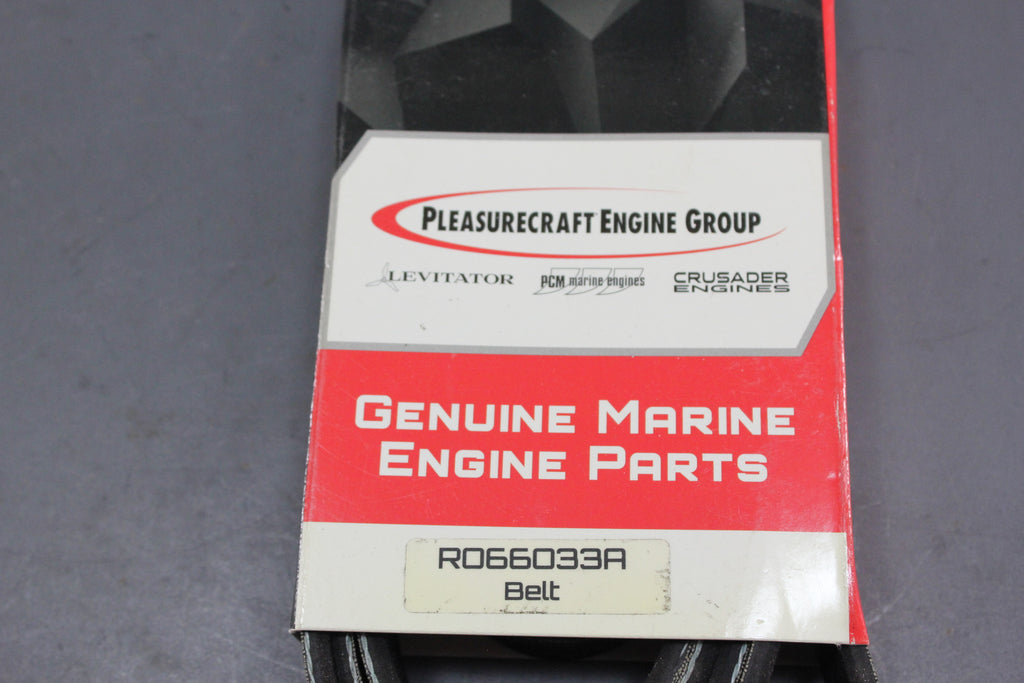 PLEASURECRAFT ENGINE GROUP
LEVITATOR
PCM marine engines
CRUSADER ENGINES
GENUINE MARINE
ENGINE PARTS
R066033A
Belt